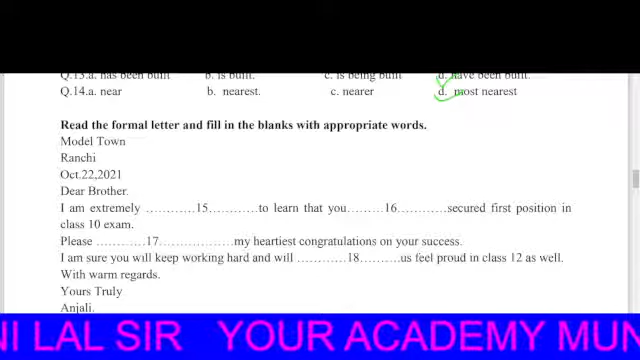 Q.13.a. has been built b. is built. c. is being built d. have been built.
Q.14.a. near b. nearest. c. nearer d. most nearest
Read the formal letter and fill in the blanks with appropriate words.
Model Town
Ranchi
Oct.22,2021
Dear Brother.
I am extremely …………15…………to learn that you………16…………secured first position in
class 10 exam.
Please …………17………………my heartiest congratulations on your success.
I am sure you will keep working hard and will …………18……….us feel proud in class 12 as well.
With warm regards.
Yours Truly
Anjali.
NI LAL SIR YOUR ACADEMY MUN